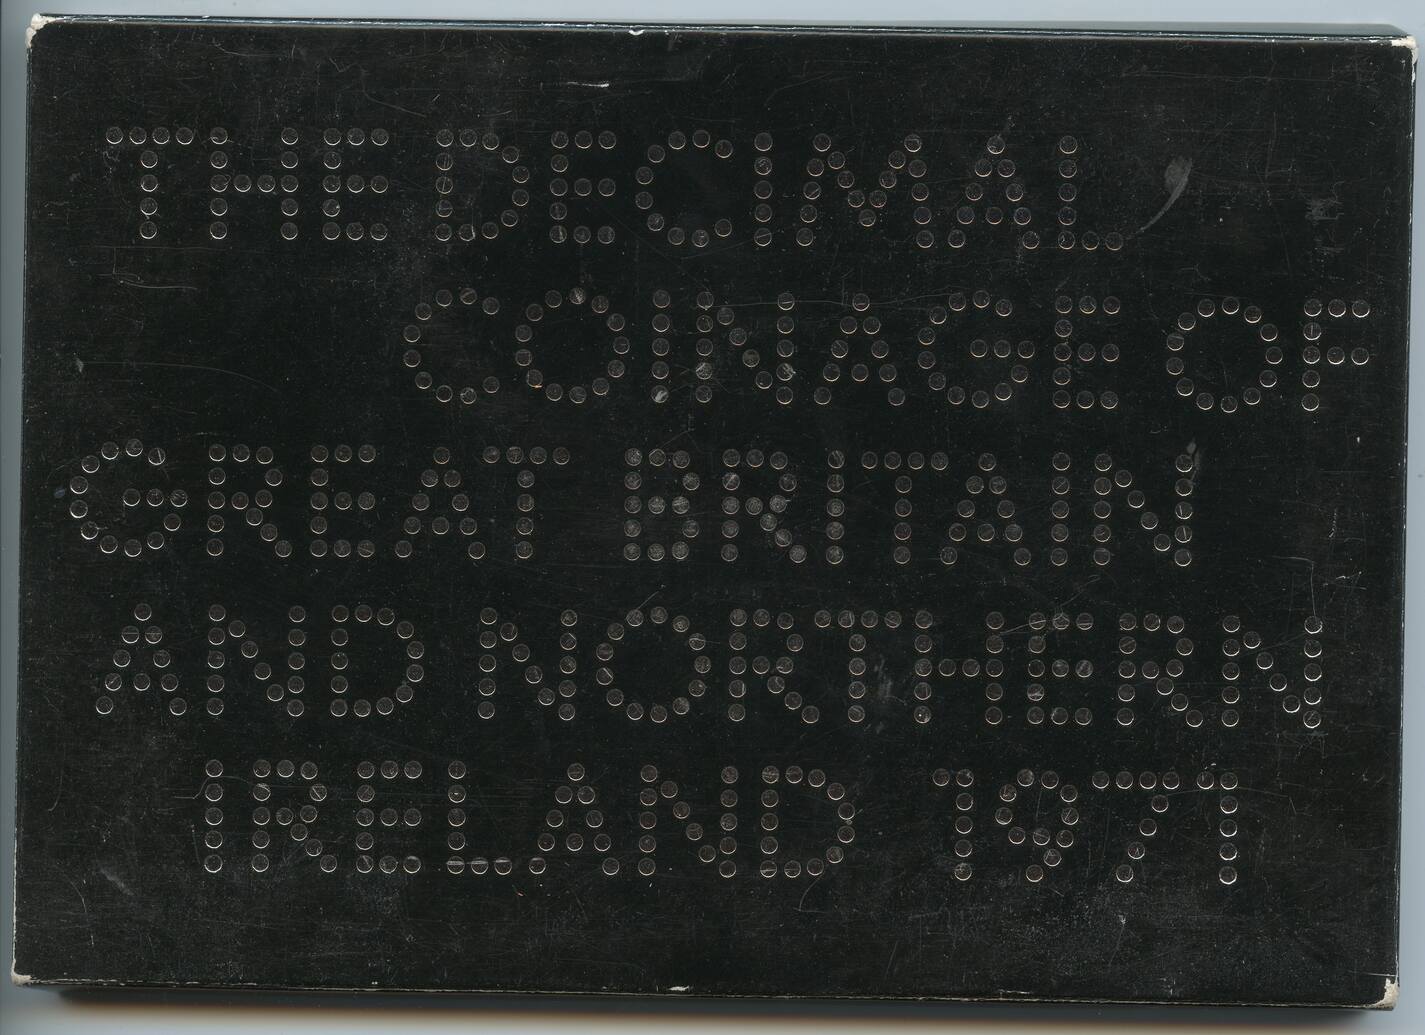 THE DECIMAL
COINAGE OF
GREAT BRITAIN
AND NORTHERN
IRELAND 1971